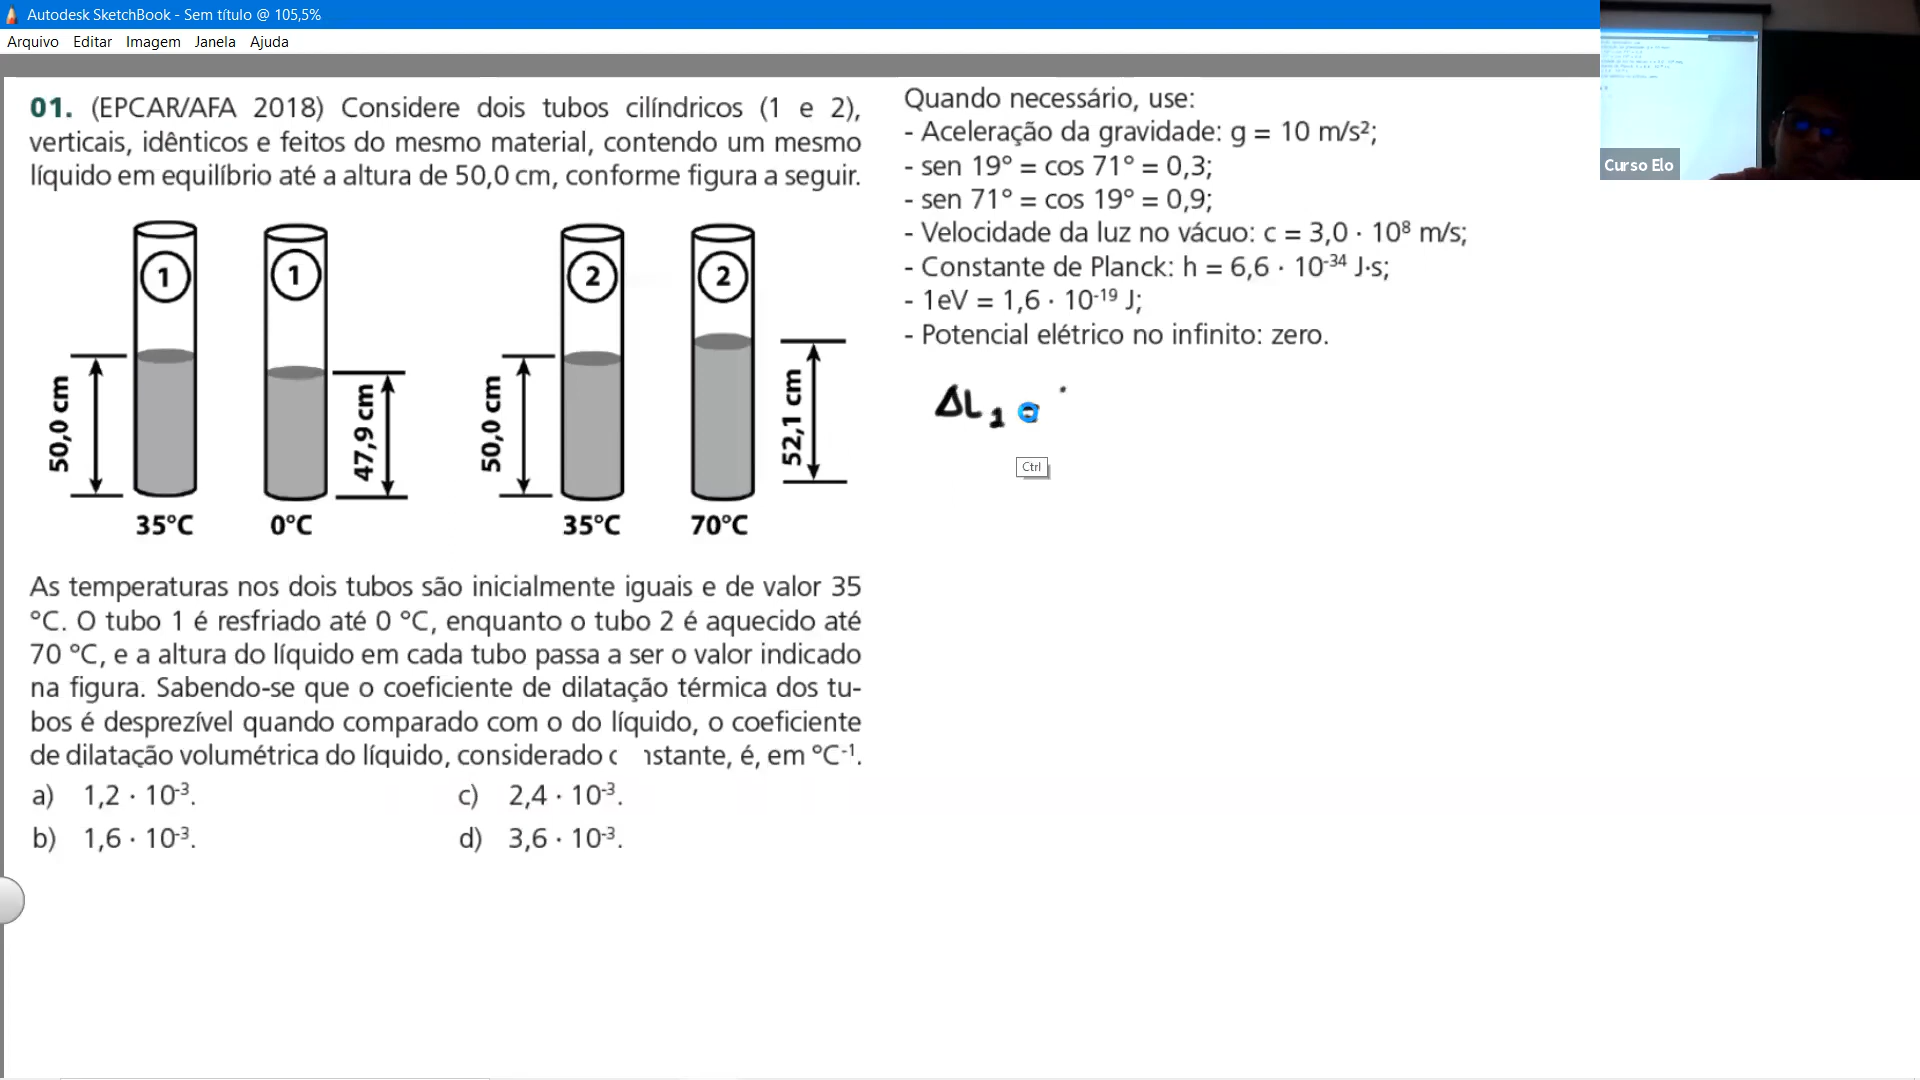 Autodesk SketchBook - Sem título @ 105,5%
Arquivo Editar Imagem Janela Ajuda
01. (EPCAR/AFA 2018) Considere dois tubos cilíndricos (1 e 2),
verticais, idênticos e feitos do mesmo material, contendo um mesmo
líquido em equilíbrio até a altura de 50,0 cm, conforme figura a seguir.
1 1 2 2
50,0 cm 47,9 cm 50,0 cm 52,1 cm
35°C 0°C 35°C 70°C
As temperaturas nos dois tubos são inicialmente iguais e de valor 35
°C. O tubo 1 é resfriado até 0 °C, enquanto o tubo 2 é aquecido até
70 °C, e a altura do líquido em cada tubo passa a ser o valor indicado
na figura. Sabendo-se que o coeficiente de dilatação térmica dos tu-
bos é desprezível quando comparado com o do líquido, o coeficiente
de dilatação volumétrica do líquido, considerado c nstante, é, em °C⁻¹.
a) 1,2 · 10⁻³. c) 2,4 · 10⁻³.
b) 1,6 · 10⁻³. d) 3,6 · 10⁻³.
Quando necessário, use:
- Aceleração da gravidade: g = 10 m/s²;
- sen 19° = cos 71° = 0,3;
- sen 71° = cos 19° = 0,9;
- Velocidade da luz no vácuo: c = 3,0 · 10⁸ m/s;
- Constante de Planck: h = 6,6 · 10⁻³⁴ J·s;
- 1eV = 1,6 · 10⁻¹⁹ J;
- Potencial elétrico no infinito: zero.
ΔL₁
Ctrl
Curso Elo